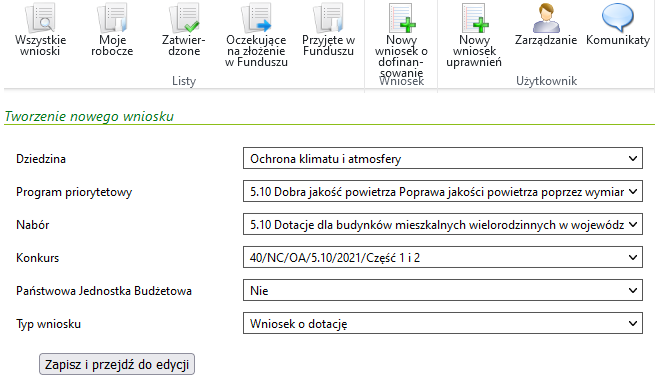 Wszystkie wnioski
Moje robocze
Zatwier-
dzone
Oczekujące na złożenie w Funduszu
Przyjęte w Funduszu
Nowy wniosek o dofinan-
sowanie
Nowy wniosek uprawnień
Zarządzanie
Komunikaty
Listy
Wniosek
Użytkownik
Tworzenie nowego wniosku
Dziedzina
Ochrona klimatu i atmosfery
Program priorytetowy
5.10 Dobra jakość powietrza Poprawa jakości powietrza poprzez wymiar
Nabór
5.10 Dotacje dla budynków mieszkalnych wielorodzinnych w wojewódz
Konkurs
40/NC/OA/5.10/2021/Część 1 i 2
Państwowa Jednostka Budżetowa
Nie
Typ wniosku
Wniosek o dotację
Zapisz i przejdź do edycji